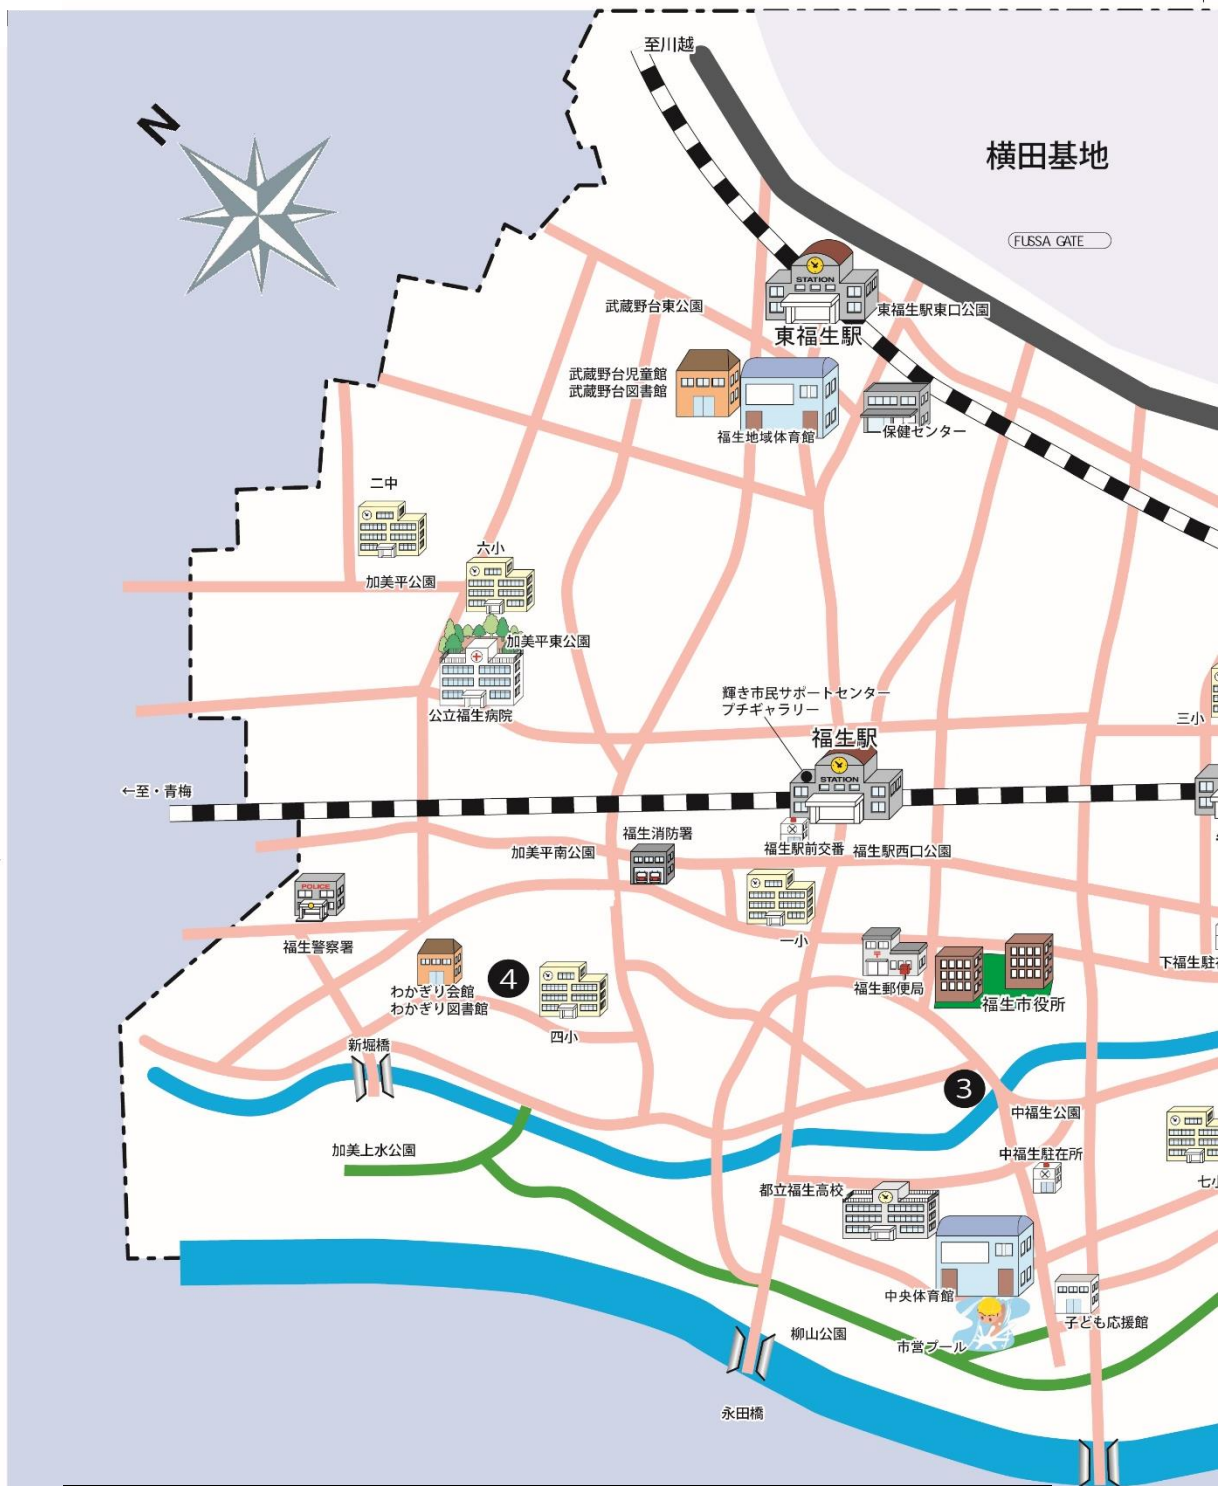 至川越
N
横田基地
FUSSA GATE
STATION
武蔵野台東公園
東福生駅東口公園
東福生駅
武蔵野台児童館
武蔵野台図書館
福生地域体育館
保健センター
二中
六小
加美平公園
加美平東公園
公立福生病院
輝き市民サポートセンター
プチギャラリー
三小
福生駅
STATION
←至・青梅
福生消防署
加美平南公園
福生駅前交番
福生駅西口公園
POLICE
福生警察署
一小
福生郵便局
福生市役所
下福生駐在
わかぎり会館
わかぎり図書館
4
四小
新堀橋
3
中福生公園
加美上水公園
中福生駐在所
都立福生高校
七小
中央体育館
子ども応援館
市営プール
柳山公園
永田橋